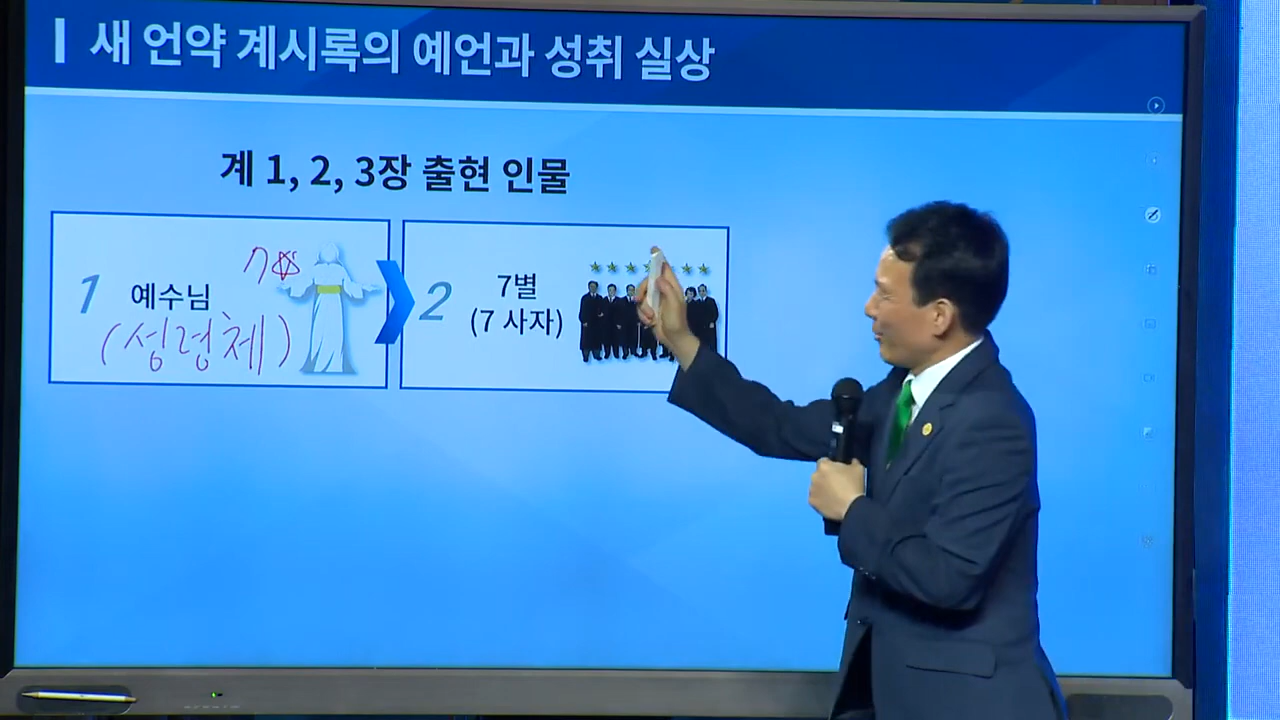 새 언약 계시록의 예언과 성취 실상
계 1, 2, 3장 출현 인물
7☆
1 예수님
(성령체)
2 7별
(7 사자)